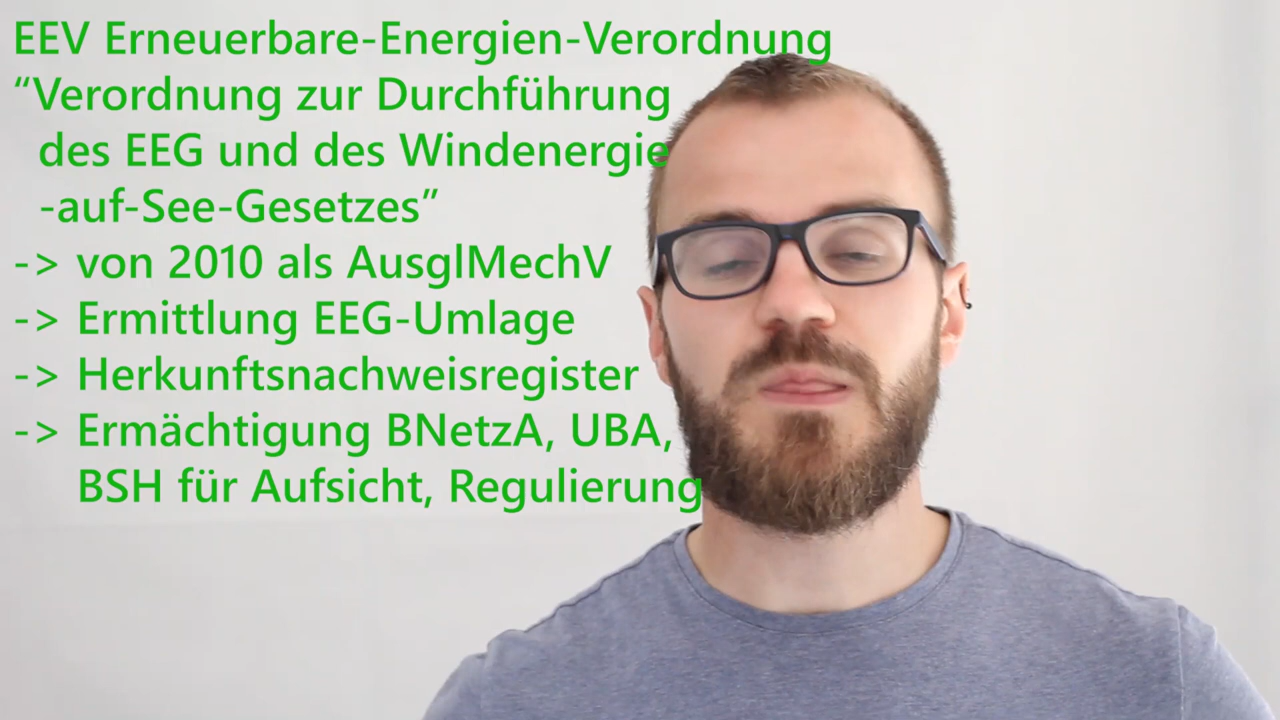 EEV Erneuerbare-Energien-Verordnung
“Verordnung zur Durchführung
des EEG und des Windenergie
-auf-See-Gesetzes”
-> von 2010 als AusglMechV
-> Ermittlung EEG-Umlage
-> Herkunftsnachweisregister
-> Ermächtigung BNetzA, UBA,
BSH für Aufsicht, Regulierung